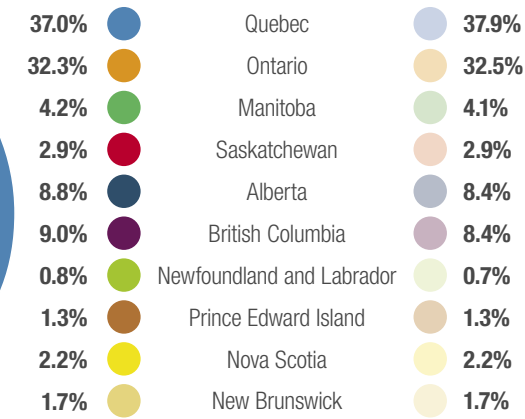 37.0% Quebec 37.9%
32.3% Ontario 32.5%
4.2% Manitoba 4.1%
2.9% Saskatchewan 2.9%
8.8% Alberta 8.4%
9.0% British Columbia 8.4%
0.8% Newfoundland and Labrador 0.7%
1.3% Prince Edward Island 1.3%
2.2% Nova Scotia 2.2%
1.7% New Brunswick 1.7%